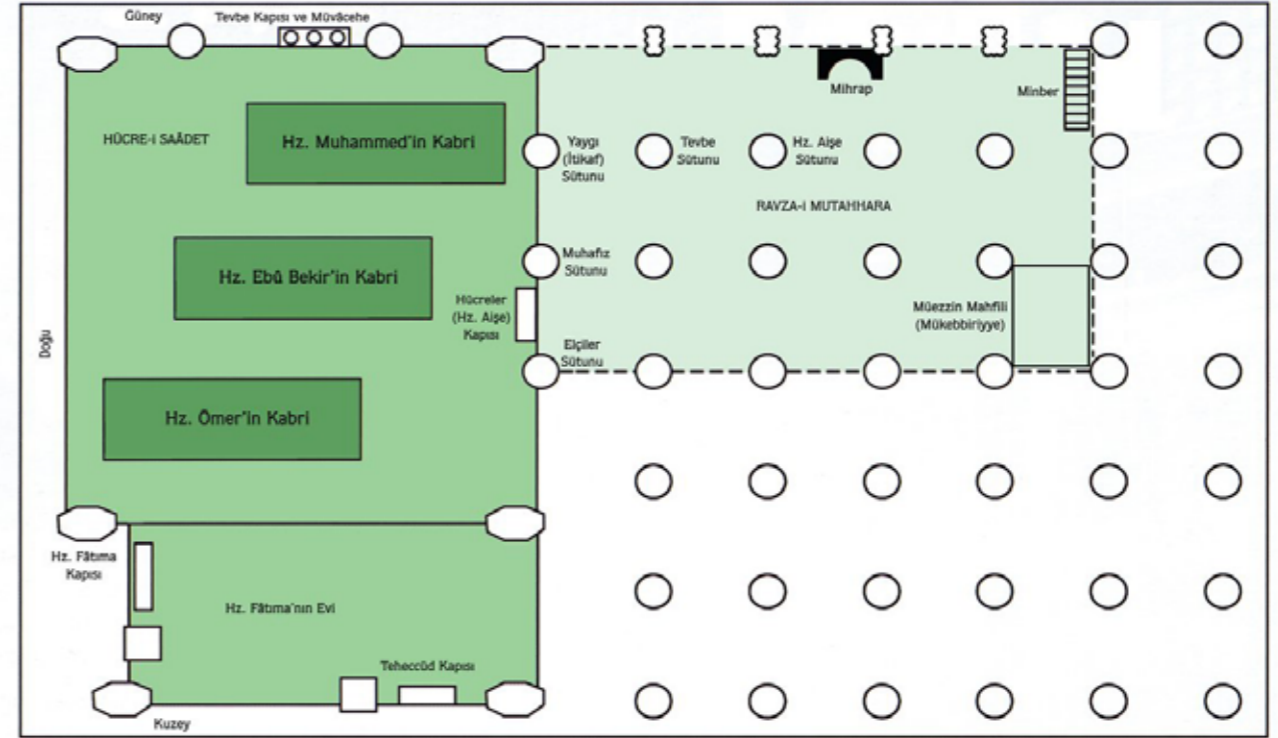 Güney
Tevbe Kapısı ve Müvâcehe
HÜCRE-İ SAÂDET
Hz. Muhammed'in Kabri
Hz. Ebû Bekir'in Kabri
Hz. Ömer'in Kabri
Doğu
Hücreler
(Hz. Aişe)
Kapısı
Yaygı
(İtikaf)
Sütunu
Tevbe
Sütunu
Hz. Aişe
Sütunu
Mihrap
Minber
RAVZA-İ MUTAHHARA
Muhafız
Sütunu
Elçiler
Sütunu
Müezzin Mahfili
(Mükebbiriyye)
Hz. Fâtıma
Kapısı
Hz. Fâtıma'nın Evi
Teheccüd Kapısı
Kuzey